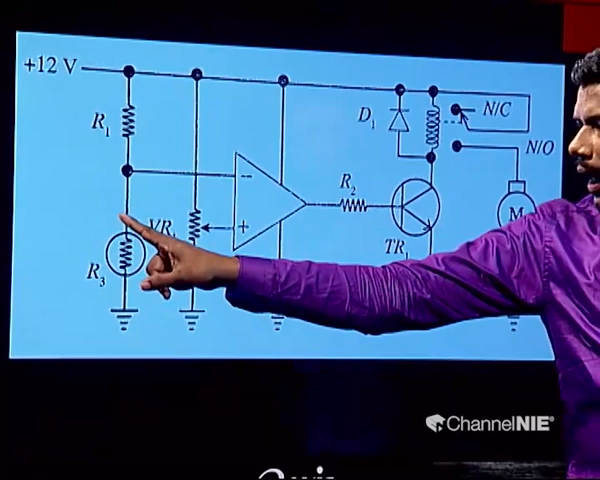 +12 V
R1
D1
N/C
N/O
R2
−
+
VR1
M
TR1
R3
ChannelNIE®